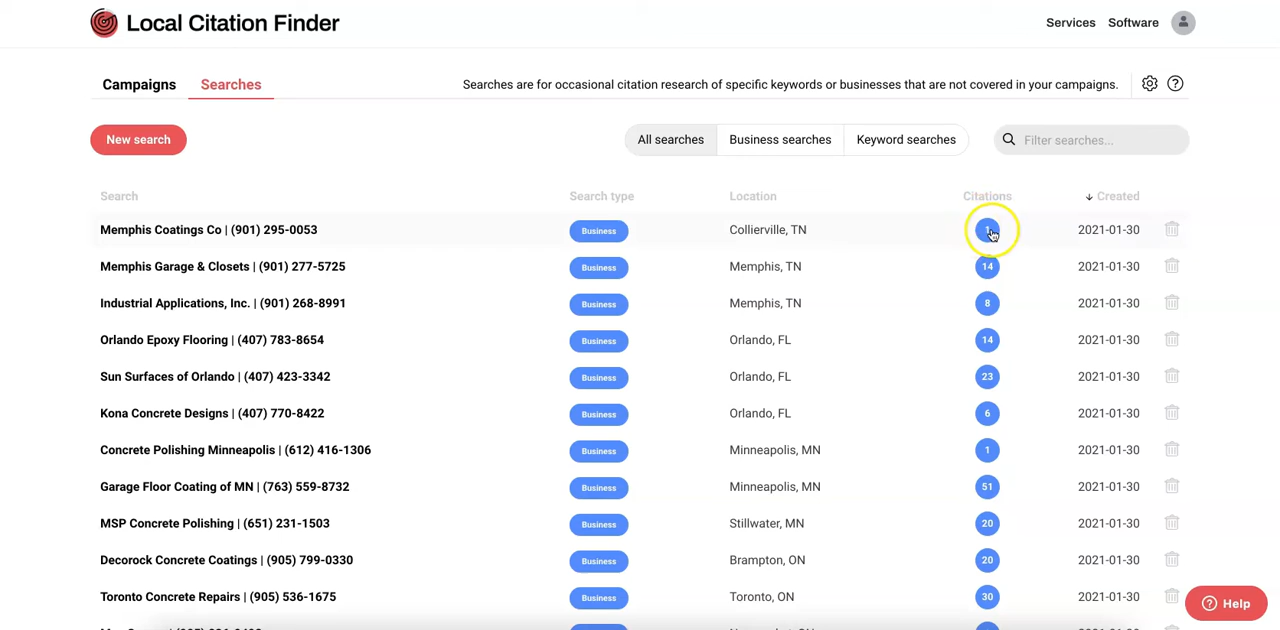 Local Citation Finder
Services Software
Campaigns Searches Searches are for occasional citation research of specific keywords or businesses that are not covered in your campaigns.
New search All searches Business searches Keyword searches Filter searches...
Search Search type Location Citations Created
Memphis Coatings Co | (901) 295-0053 Business Collierville, TN 1 2021-01-30
Memphis Garage & Closets | (901) 277-5725 Business Memphis, TN 14 2021-01-30
Industrial Applications, Inc. | (901) 268-8991 Business Memphis, TN 8 2021-01-30
Orlando Epoxy Flooring | (407) 783-8654 Business Orlando, FL 14 2021-01-30
Sun Surfaces of Orlando | (407) 423-3342 Business Orlando, FL 23 2021-01-30
Kona Concrete Designs | (407) 770-8422 Business Orlando, FL 6 2021-01-30
Concrete Polishing Minneapolis | (612) 416-1306 Business Minneapolis, MN 1 2021-01-30
Garage Floor Coating of MN | (763) 559-8732 Business Minneapolis, MN 51 2021-01-30
MSP Concrete Polishing | (651) 231-1503 Business Stillwater, MN 20 2021-01-30
Decorock Concrete Coatings | (905) 799-0330 Business Brampton, ON 20 2021-01-30
Toronto Concrete Repairs | (905) 536-1675 Business Toronto, ON 30 2021-01-30
Help